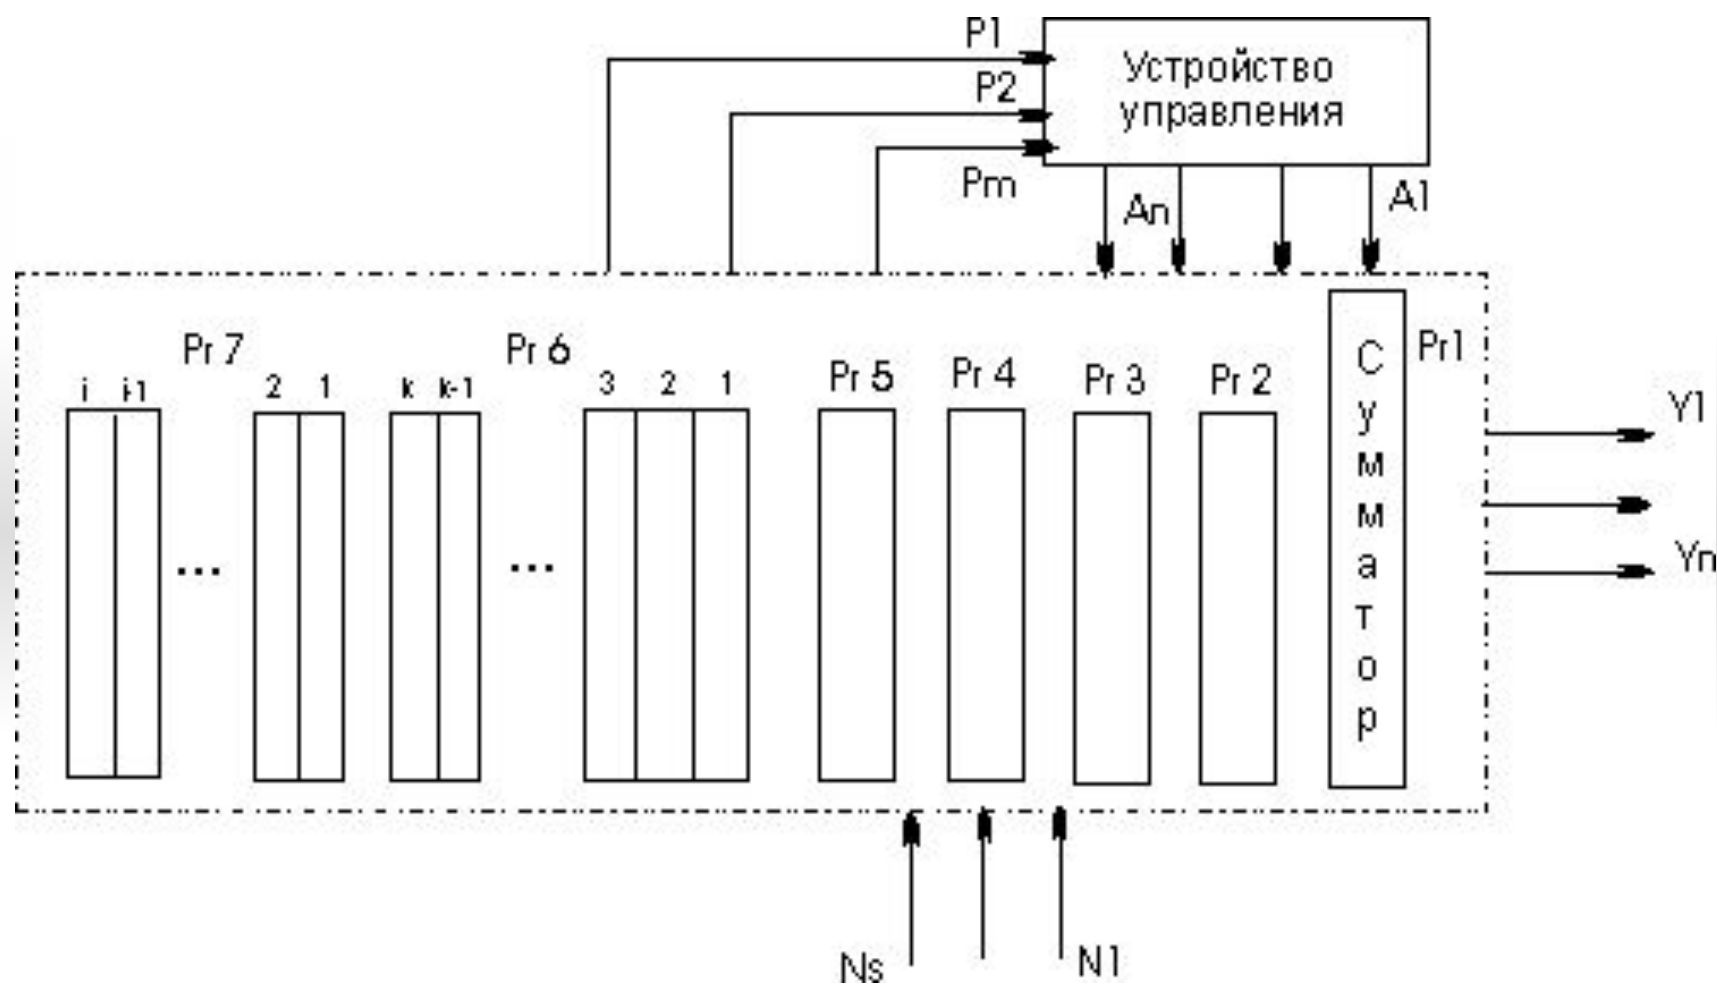 P1
Устройство
управления
P2
Pm
An
A1
Pr 7
Pr 6
Pr 5
Pr 4
Pr 3
Pr 2
Pr1
i i-1
2 1
k k-1
3 2 1
Сумматор
Y1
Yn
Ns
N1